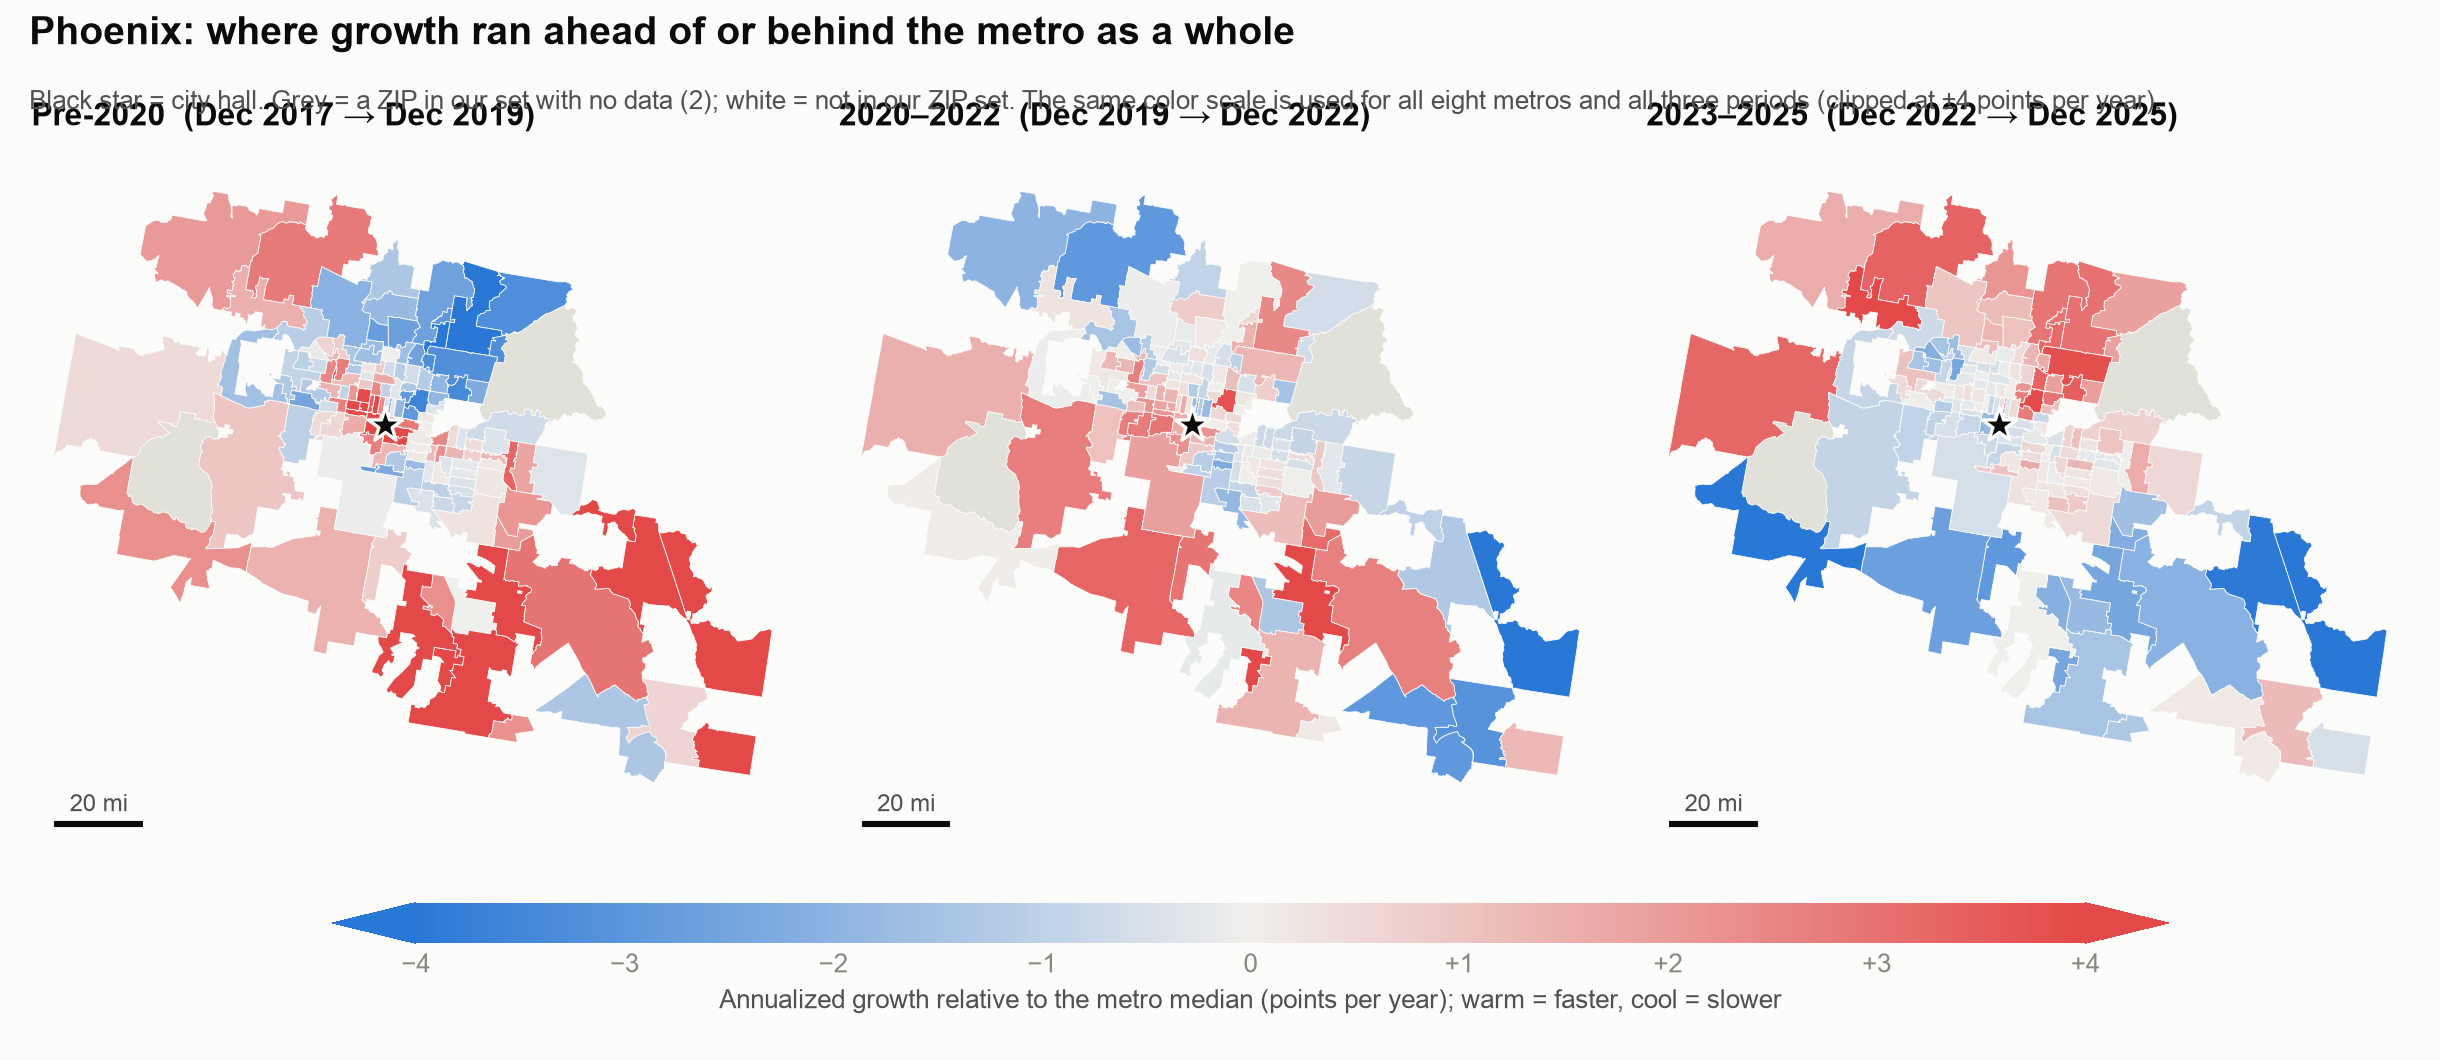 Phoenix: where growth ran ahead of or behind the metro as a whole
Black star = city hall. Grey = a ZIP in our set with no data (2); white = not in our ZIP set. The same color scale is used for all eight metros and all three periods (clipped at ±4 points per year).
Pre-2020 (Dec 2017 → Dec 2019)
2020–2022 (Dec 2019 → Dec 2022)
2023–2025 (Dec 2022 → Dec 2025)
20 mi
20 mi
20 mi
−4 −3 −2 −1 0 +1 +2 +3 +4
Annualized growth relative to the metro median (points per year); warm = faster, cool = slower